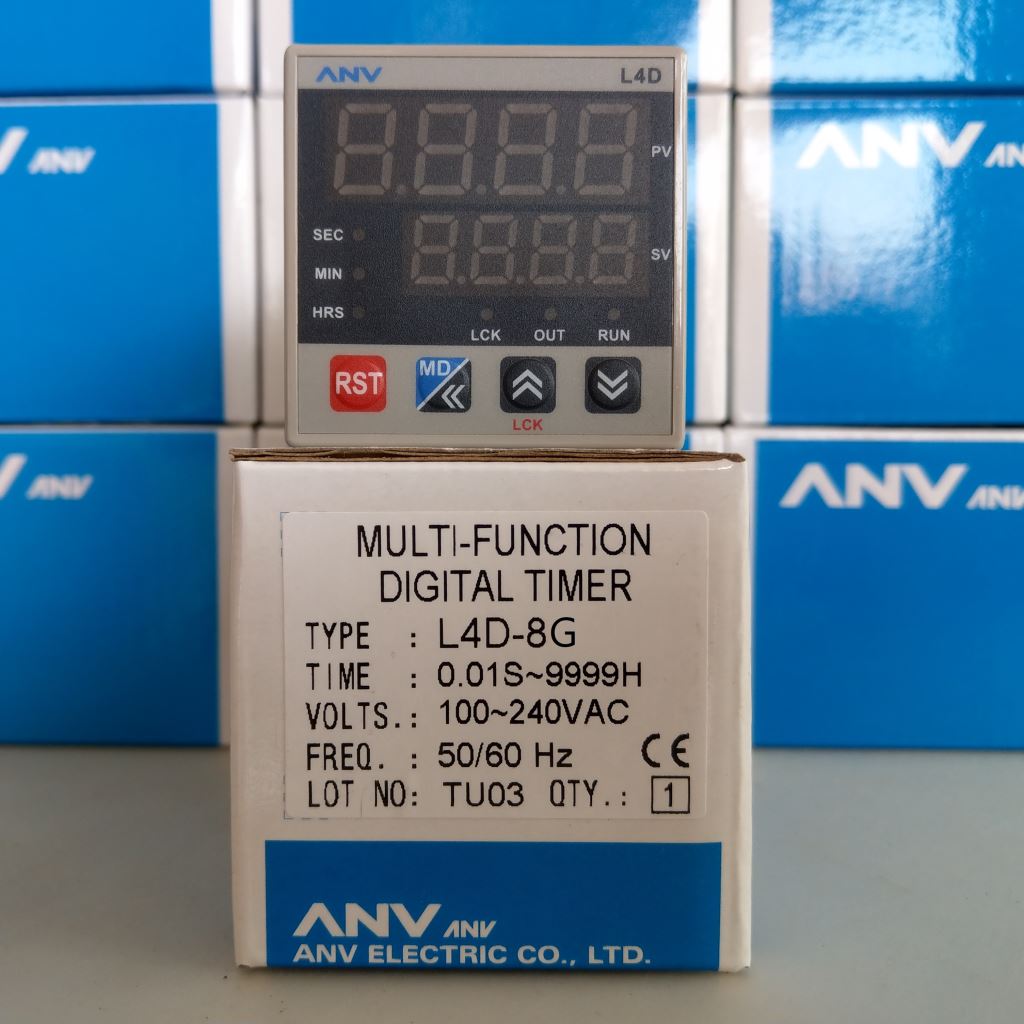 ANV L4D
PV
SEC
SV
MIN
HRS
LCK OUT RUN
RST MD
LCK
MULTI-FUNCTION
DIGITAL TIMER
TYPE : L4D-8G
TIME : 0.01S~9999H
VOLTS.: 100~240VAC
FREQ. : 50/60 Hz CE
LOT NO: TU03 QTY.: 1
ANV ANV
ANV ELECTRIC CO., LTD.
ANV
ANV
ANV
ANV
ANV